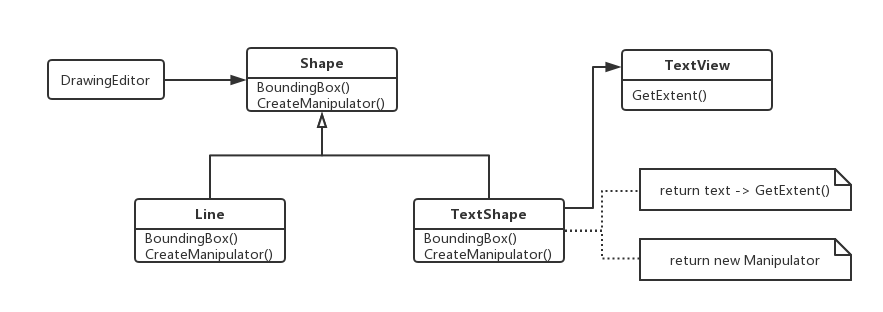 DrawingEditor
Shape
BoundingBox()
CreateManipulator()
TextView
GetExtent()
Line
BoundingBox()
CreateManipulator()
TextShape
BoundingBox()
CreateManipulator()
return text -> GetExtent()
return new Manipulator